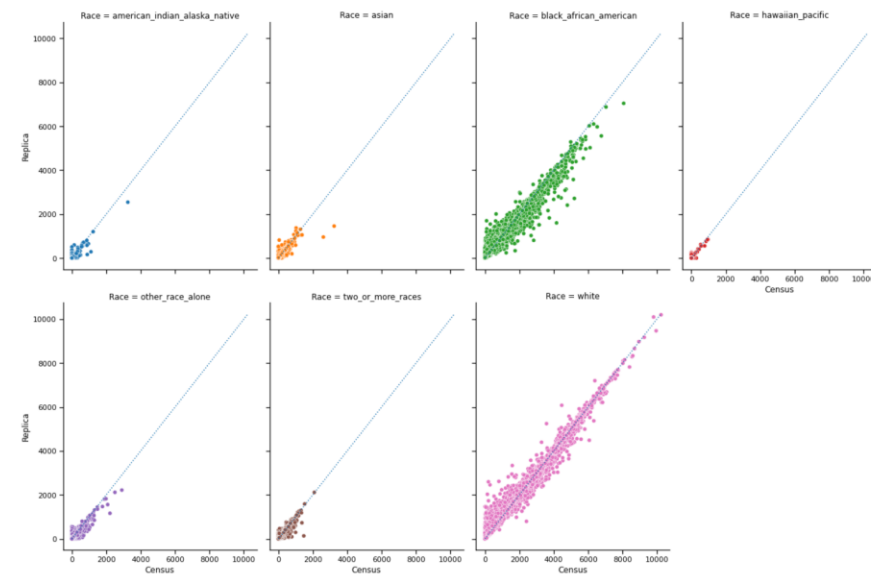 Race = american_indian_alaska_native
Race = asian
Race = black_african_american
Race = hawaiian_pacific
10000
8000
6000
4000
2000
0
Replica
0 2000 4000 6000 8000 10000
Census
Race = other_race_alone
Race = two_or_more_races
Race = white
10000
8000
6000
4000
2000
0
Replica
0 2000 4000 6000 8000 10000
Census
0 2000 4000 6000 8000 10000
Census
0 2000 4000 6000 8000 10000
Census